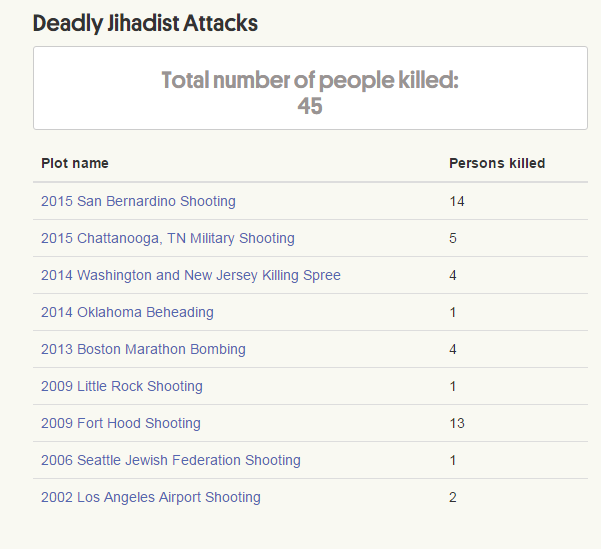 Deadly Jihadist Attacks
Total number of people killed:
45
Plot name Persons killed
2015 San Bernardino Shooting 14
2015 Chattanooga, TN Military Shooting 5
2014 Washington and New Jersey Killing Spree 4
2014 Oklahoma Beheading 1
2013 Boston Marathon Bombing 4
2009 Little Rock Shooting 1
2009 Fort Hood Shooting 13
2006 Seattle Jewish Federation Shooting 1
2002 Los Angeles Airport Shooting 2